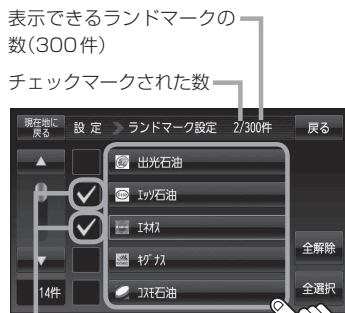 表示できるランドマークの
数(300件)
チェックマークされた数
現在地に
戻る
設定
ランドマーク設定
2/300件
戻る
出光石油
エッソ石油
エネオス
キグナス
コスモ石油
14件
全解除
全選択